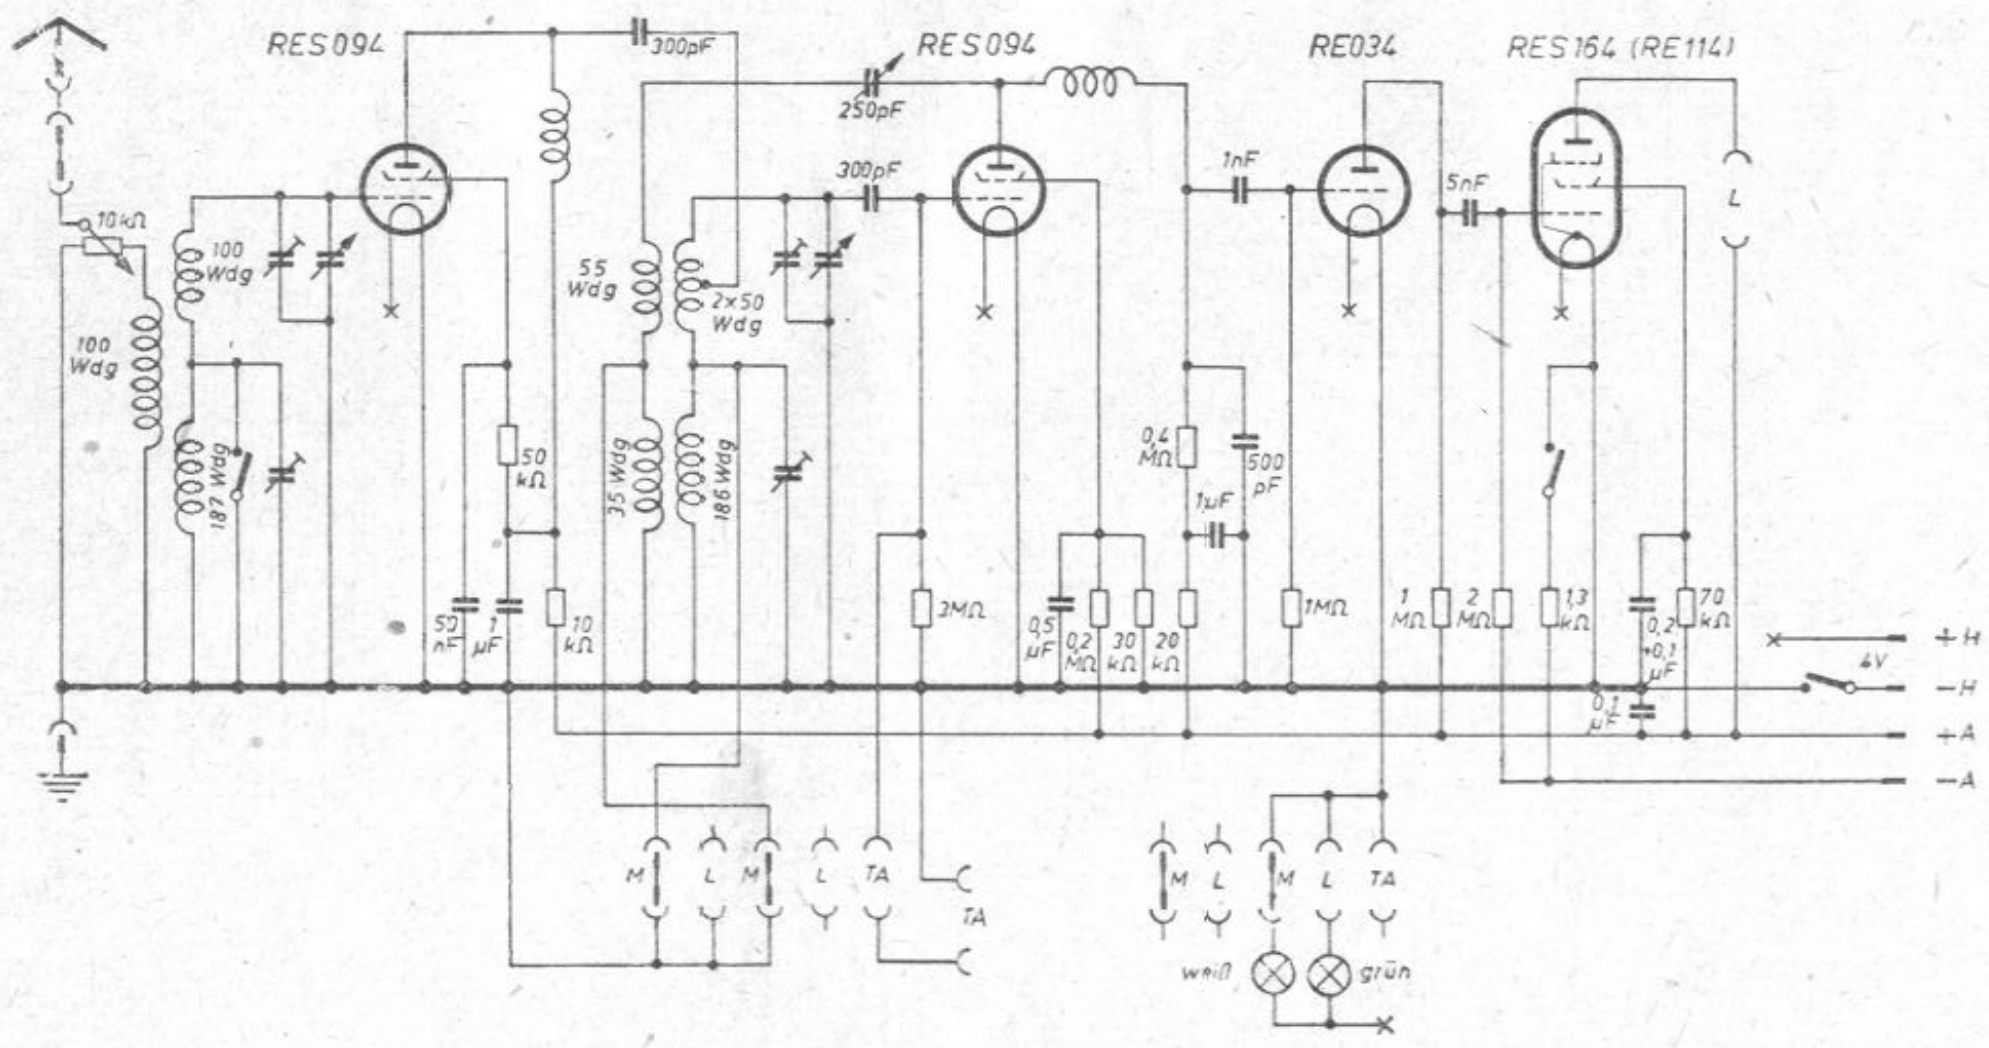 RES094
300pF
RES094
RE034
RES164 (RE114)
250pF
300pF
1nF
5nF
L
10kΩ
100
Wdg
55
Wdg
2x50
Wdg
100
Wdg
187 Wdg
50
kΩ
35 Wdg
186 Wdg
0,4
MΩ
500
pF
1µF
50
nF
1
µF
10
kΩ
3MΩ
0,5
µF
0,2
MΩ
30
kΩ
20
kΩ
1MΩ
1
MΩ
2
MΩ
1,3
kΩ
0,2
+0,1
µF
70
kΩ
+H
4V
-H
0,1
µF
+A
-A
M
L
M
L
TA
TA
M
L
M
L
TA
weiß
grün